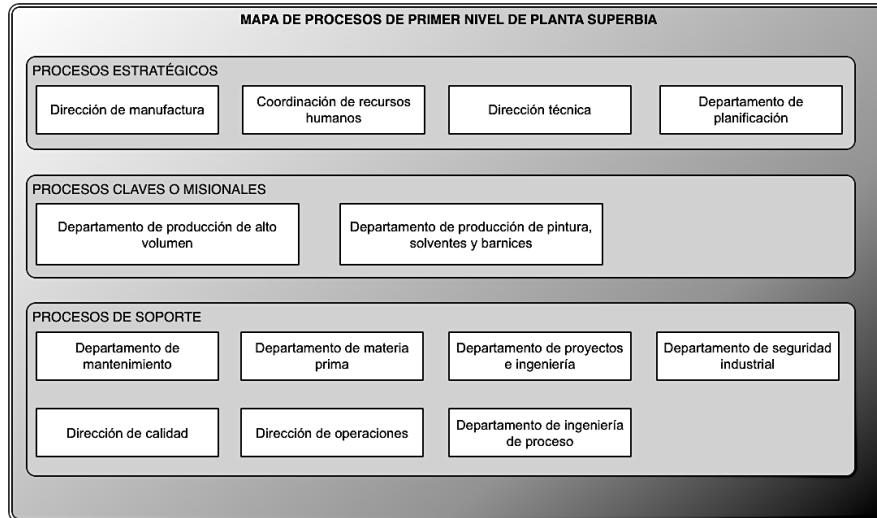 MAPA DE PROCESOS DE PRIMER NIVEL DE PLANTA SUPERBIA
PROCESOS ESTRATÉGICOS
Dirección de manufactura
Coordinación de recursos
humanos
Dirección técnica
Departamento de
planificación
PROCESOS CLAVES O MISIONALES
Departamento de producción de alto
volumen
Departamento de producción de pintura,
solventes y barnices
PROCESOS DE SOPORTE
Departamento de
mantenimiento
Departamento de materia
prima
Departamento de proyectos
e ingeniería
Departamento de seguridad
industrial
Dirección de calidad
Dirección de operaciones
Departamento de ingeniería
de proceso